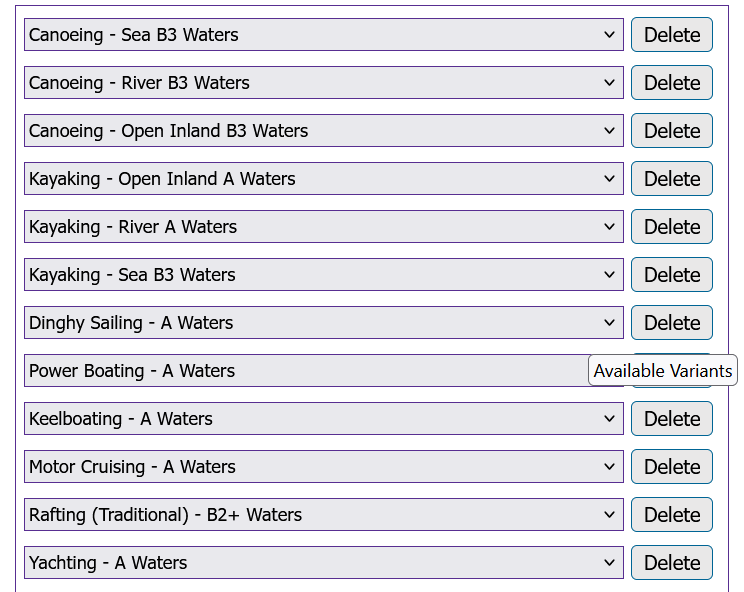 Canoeing - Sea B3 Waters Delete
Canoeing - River B3 Waters Delete
Canoeing - Open Inland B3 Waters Delete
Kayaking - Open Inland A Waters Delete
Kayaking - River A Waters Delete
Kayaking - Sea B3 Waters Delete
Dinghy Sailing - A Waters Delete
Power Boating - A Waters Available Variants
Keelboating - A Waters Delete
Motor Cruising - A Waters Delete
Rafting (Traditional) - B2+ Waters Delete
Yachting - A Waters Delete